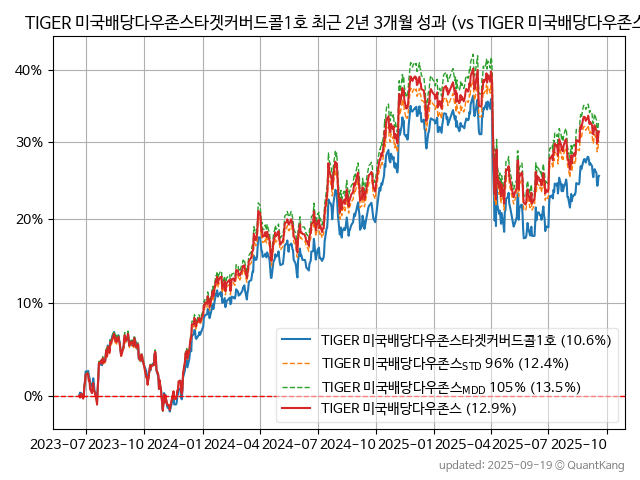 TIGER 미국배당다우존스타겟커버드콜1호 최근 2년 3개월 성과 (vs TIGER 미국배당다우존스
40%
30%
20%
10%
0%
TIGER 미국배당다우존스타겟커버드콜1호 (10.6%)
TIGER 미국배당다우존스STD 96% (12.4%)
TIGER 미국배당다우존스MDD 105% (13.5%)
TIGER 미국배당다우존스 (12.9%)
2023-07 2023-10 2024-01 2024-04 2024-07 2024-10 2025-01 2025-04 2025-07 2025-10
updated: 2025-09-19 © QuantKang